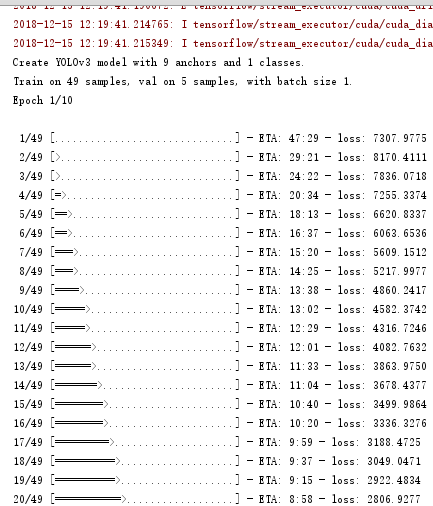 2018-12-15 12:19:41.214765: I tensorflow/stream_executor/cuda/cuda_dia
2018-12-15 12:19:41.215349: I tensorflow/stream_executor/cuda/cuda_dia
Create YOLOv3 model with 9 anchors and 1 classes.
Train on 49 samples, val on 5 samples, with batch size 1.
Epoch 1/10
1/49 [..............................] - ETA: 47:29 - loss: 7307.9775
2/49 [>.............................] - ETA: 29:21 - loss: 8170.4111
3/49 [>.............................] - ETA: 24:22 - loss: 7836.0718
4/49 [=>............................] - ETA: 20:34 - loss: 7255.3374
5/49 [==>...........................] - ETA: 18:13 - loss: 6620.8337
6/49 [==>...........................] - ETA: 16:37 - loss: 6063.6536
7/49 [===>..........................] - ETA: 15:20 - loss: 5609.1512
8/49 [===>..........................] - ETA: 14:25 - loss: 5217.9977
9/49 [====>.........................] - ETA: 13:38 - loss: 4860.2417
10/49 [=====>........................] - ETA: 13:02 - loss: 4582.3742
11/49 [=====>........................] - ETA: 12:29 - loss: 4316.7246
12/49 [======>.......................] - ETA: 12:01 - loss: 4082.7632
13/49 [======>.......................] - ETA: 11:33 - loss: 3863.9750
14/49 [=======>......................] - ETA: 11:04 - loss: 3678.4377
15/49 [========>.....................] - ETA: 10:40 - loss: 3499.9864
16/49 [========>.....................] - ETA: 10:20 - loss: 3336.3276
17/49 [=========>....................] - ETA: 9:59 - loss: 3188.4725
18/49 [==========>...................] - ETA: 9:37 - loss: 3049.0471
19/49 [==========>...................] - ETA: 9:15 - loss: 2922.4834
20/49 [===========>..................] - ETA: 8:58 - loss: 2806.9277